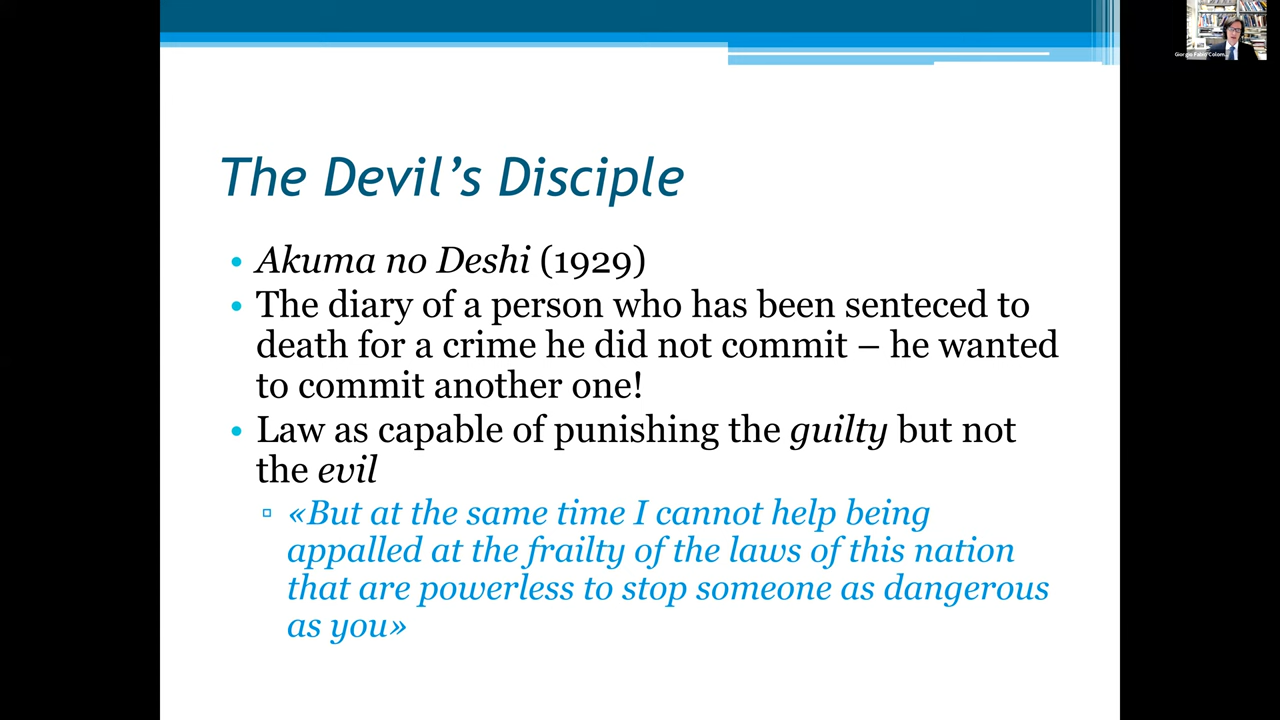 The Devil’s Disciple
• Akuma no Deshi (1929)
• The diary of a person who has been senteced to
death for a crime he did not commit – he wanted
to commit another one!
• Law as capable of punishing the guilty but not
the evil
▫ «But at the same time I cannot help being
appalled at the frailty of the laws of this nation
that are powerless to stop someone as dangerous
as you»